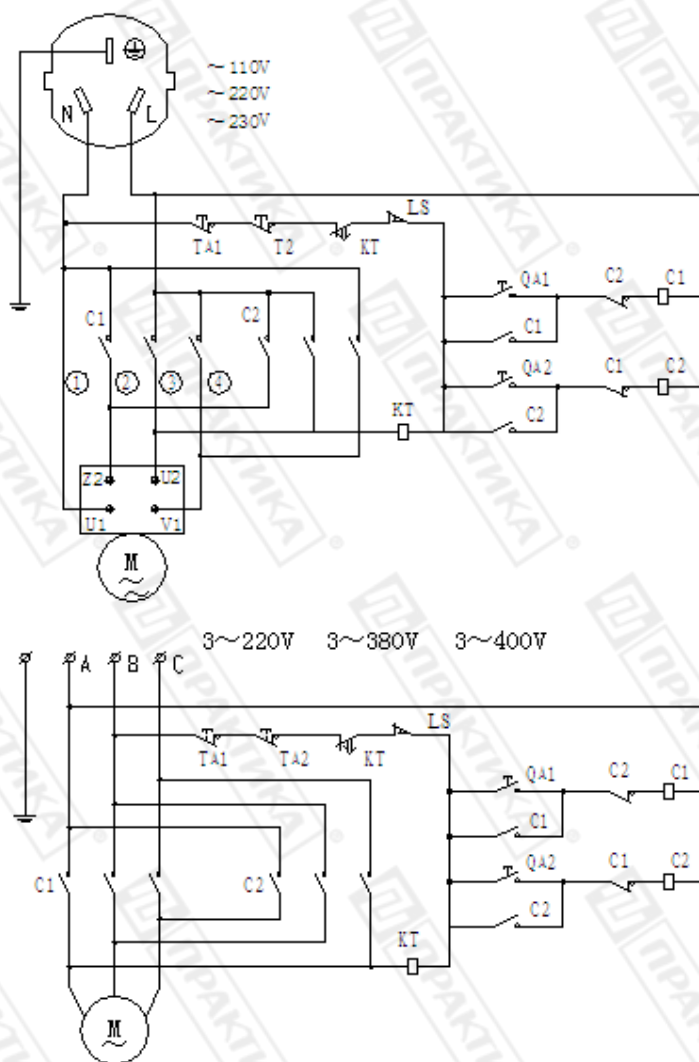 ~110V
N L
~220V
~230V
LS
TA1 T2 KT
QA1 C2 C1
C1 C2
C1
① ② ③ ④
QA2 C1 C2
KT
C2
Z2 U2
U1 V1
M
~
~
3~220V 3~380V 3~400V
A B C
LS
TA1 TA2 KT
QA1 C2 C1
C1
QA2 C1 C2
C1 C2
C2
KT
M
~
ПРАКТИКА ®